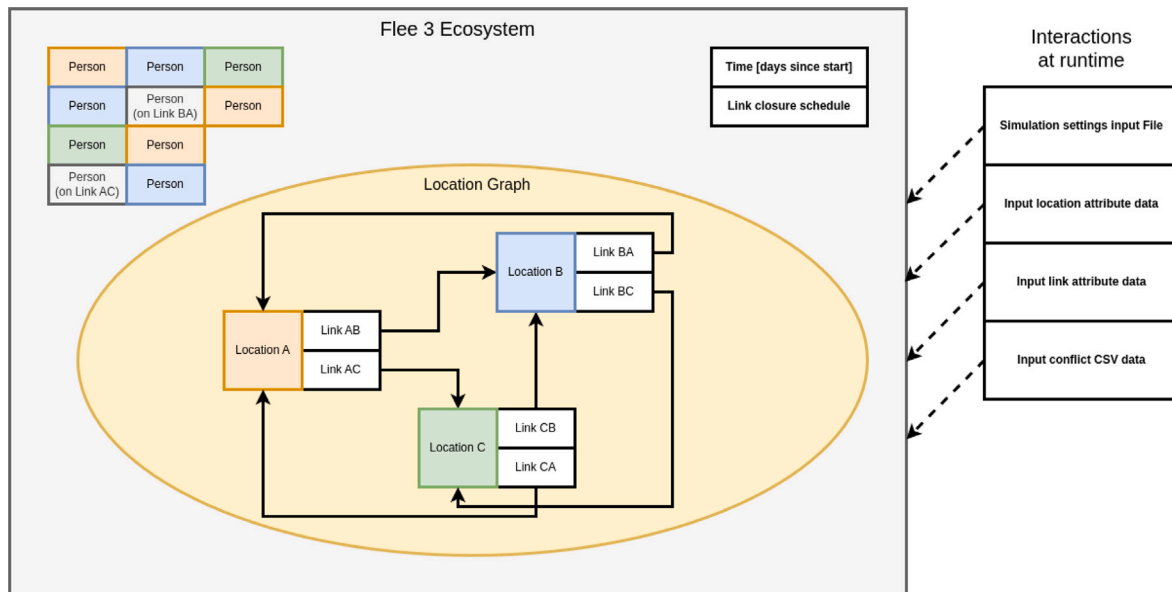 Flee 3 Ecosystem
Person
Person
Person
Person
Person
(on Link BA)
Person
Person
Person
Person
(on Link AC)
Person
Time [days since start]
Link closure schedule
Location Graph
Location A
Link AB
Link AC
Location B
Link BA
Link BC
Location C
Link CB
Link CA
Interactions
at runtime
Simulation settings input File
Input location attribute data
Input link attribute data
Input conflict CSV data